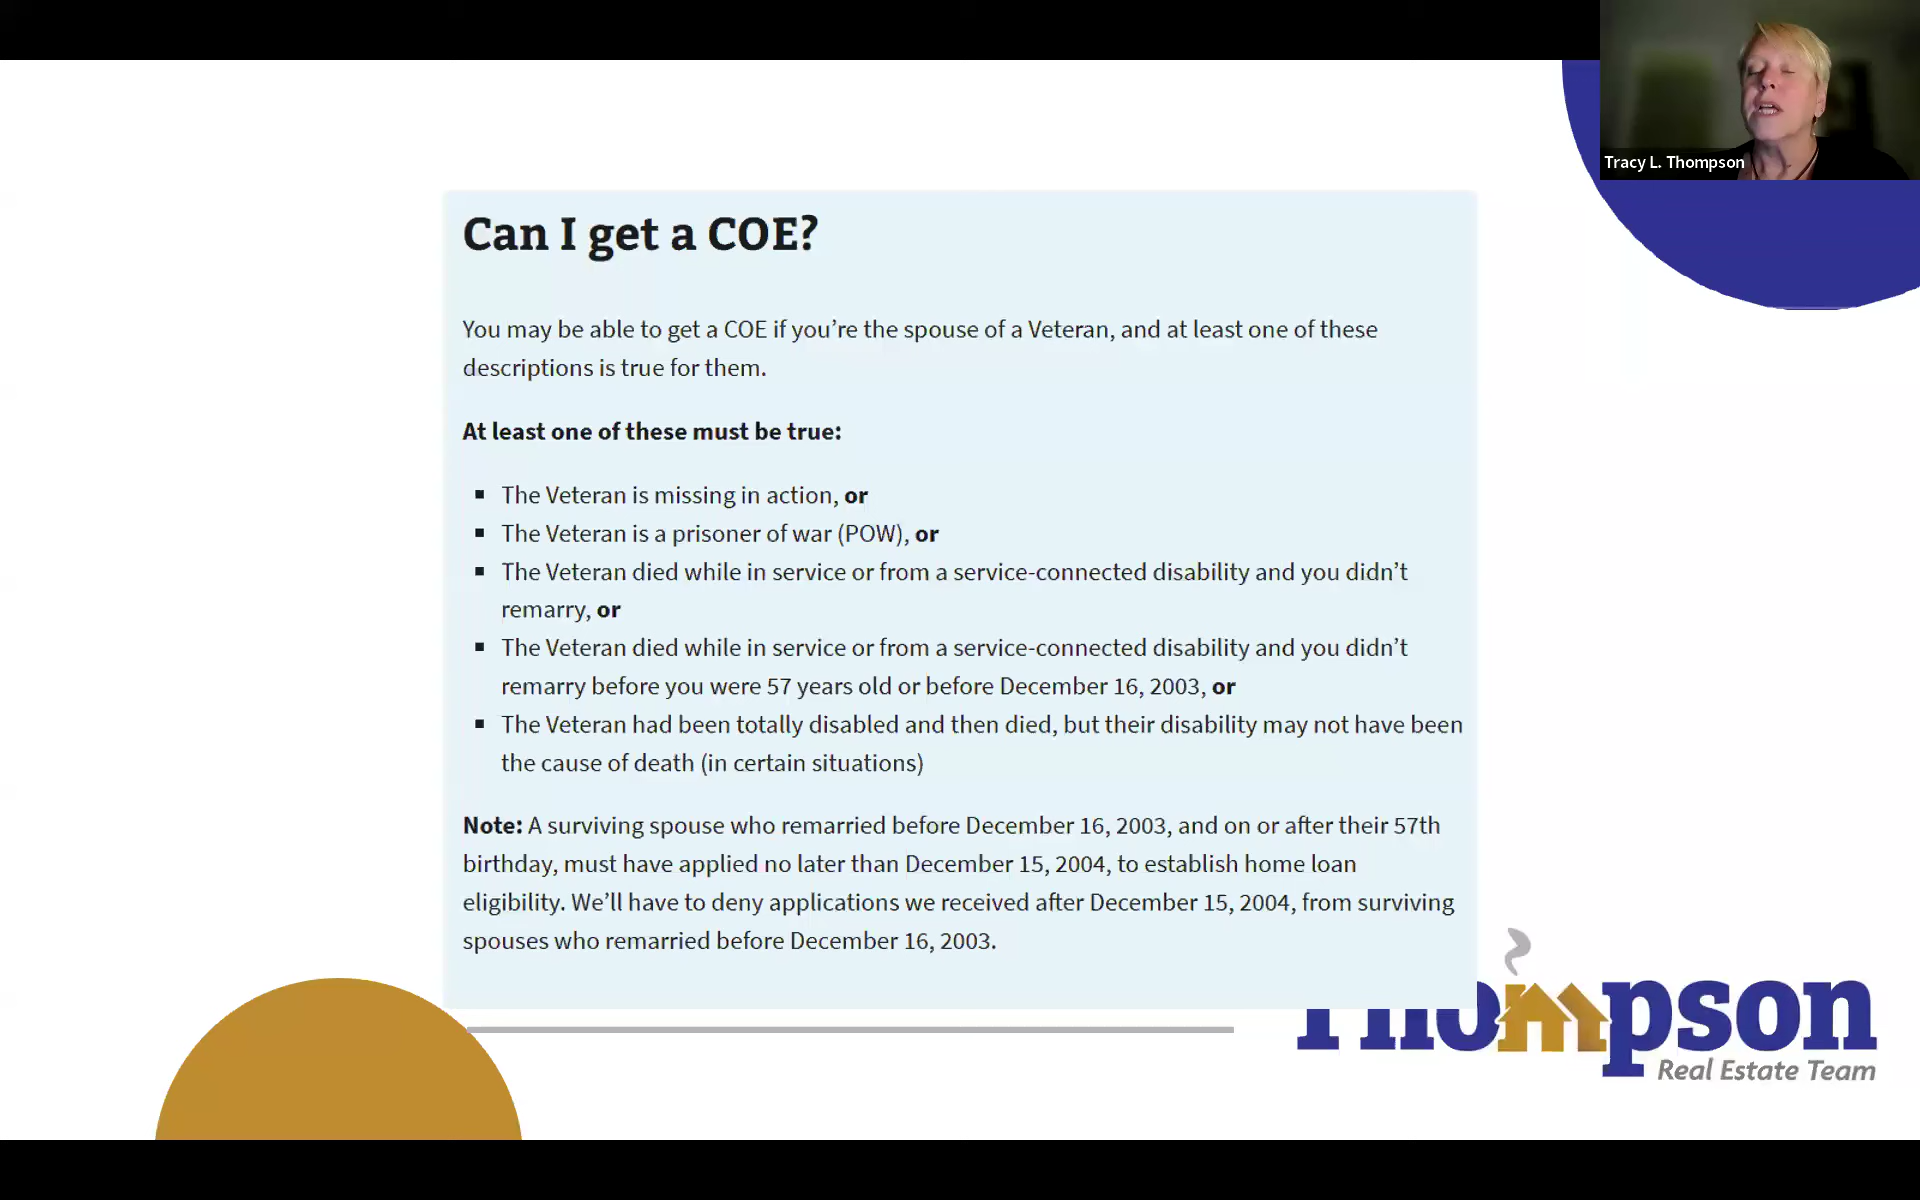 Tracy L. Thompson
Can I get a COE?
You may be able to get a COE if you’re the spouse of a Veteran, and at least one of these
descriptions is true for them.
At least one of these must be true:
The Veteran is missing in action, or
The Veteran is a prisoner of war (POW), or
The Veteran died while in service or from a service-connected disability and you didn’t
remarry, or
The Veteran died while in service or from a service-connected disability and you didn’t
remarry before you were 57 years old or before December 16, 2003, or
The Veteran had been totally disabled and then died, but their disability may not have been
the cause of death (in certain situations)
Note: A surviving spouse who remarried before December 16, 2003, and on or after their 57th
birthday, must have applied no later than December 15, 2004, to establish home loan
eligibility. We’ll have to deny applications we received after December 15, 2004, from surviving
spouses who remarried before December 16, 2003.
Thompson
Real Estate Team